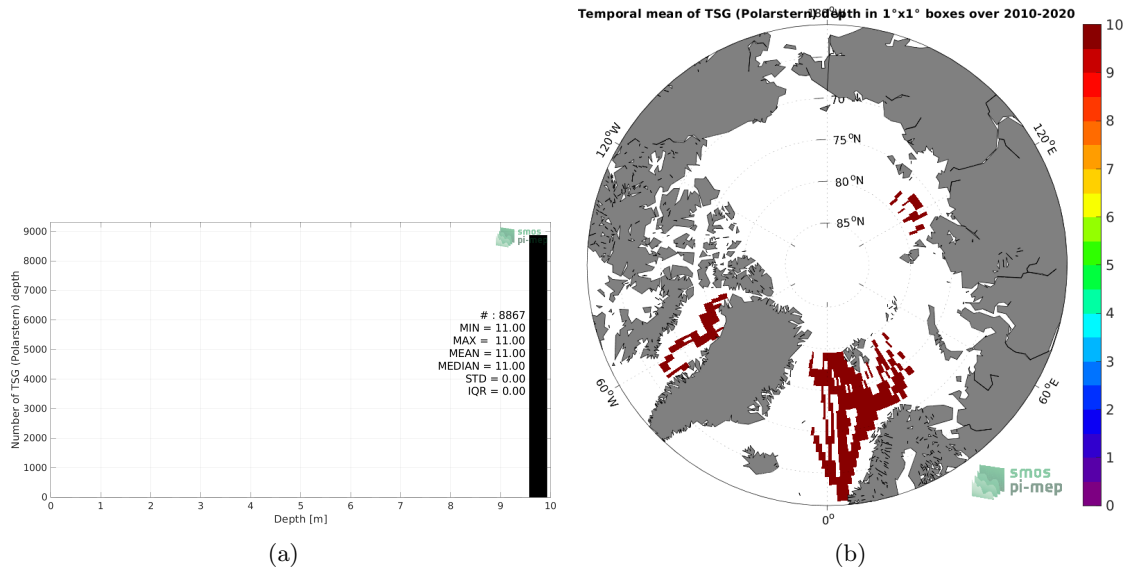 Temporal mean of TSG (Polarstern) depth in 1°x1° boxes over 2010-2020
180°
Number of TSG (Polarstern) depth
9000
8000
7000
6000
5000
4000
3000
2000
1000
0
smos
pi-mep
# : 8867
MIN = 11.00
MAX = 11.00
MEAN = 11.00
MEDIAN = 11.00
STD = 0.00
IQR = 0.00
0 1 2 3 4 5 6 7 8 9 10
Depth [m]
(a)
120°W
120°E
70
75°N
80°N
85°N
60°W
60°E
0°
smos
pi-mep
10
9
8
7
6
5
4
3
2
1
0
(b)